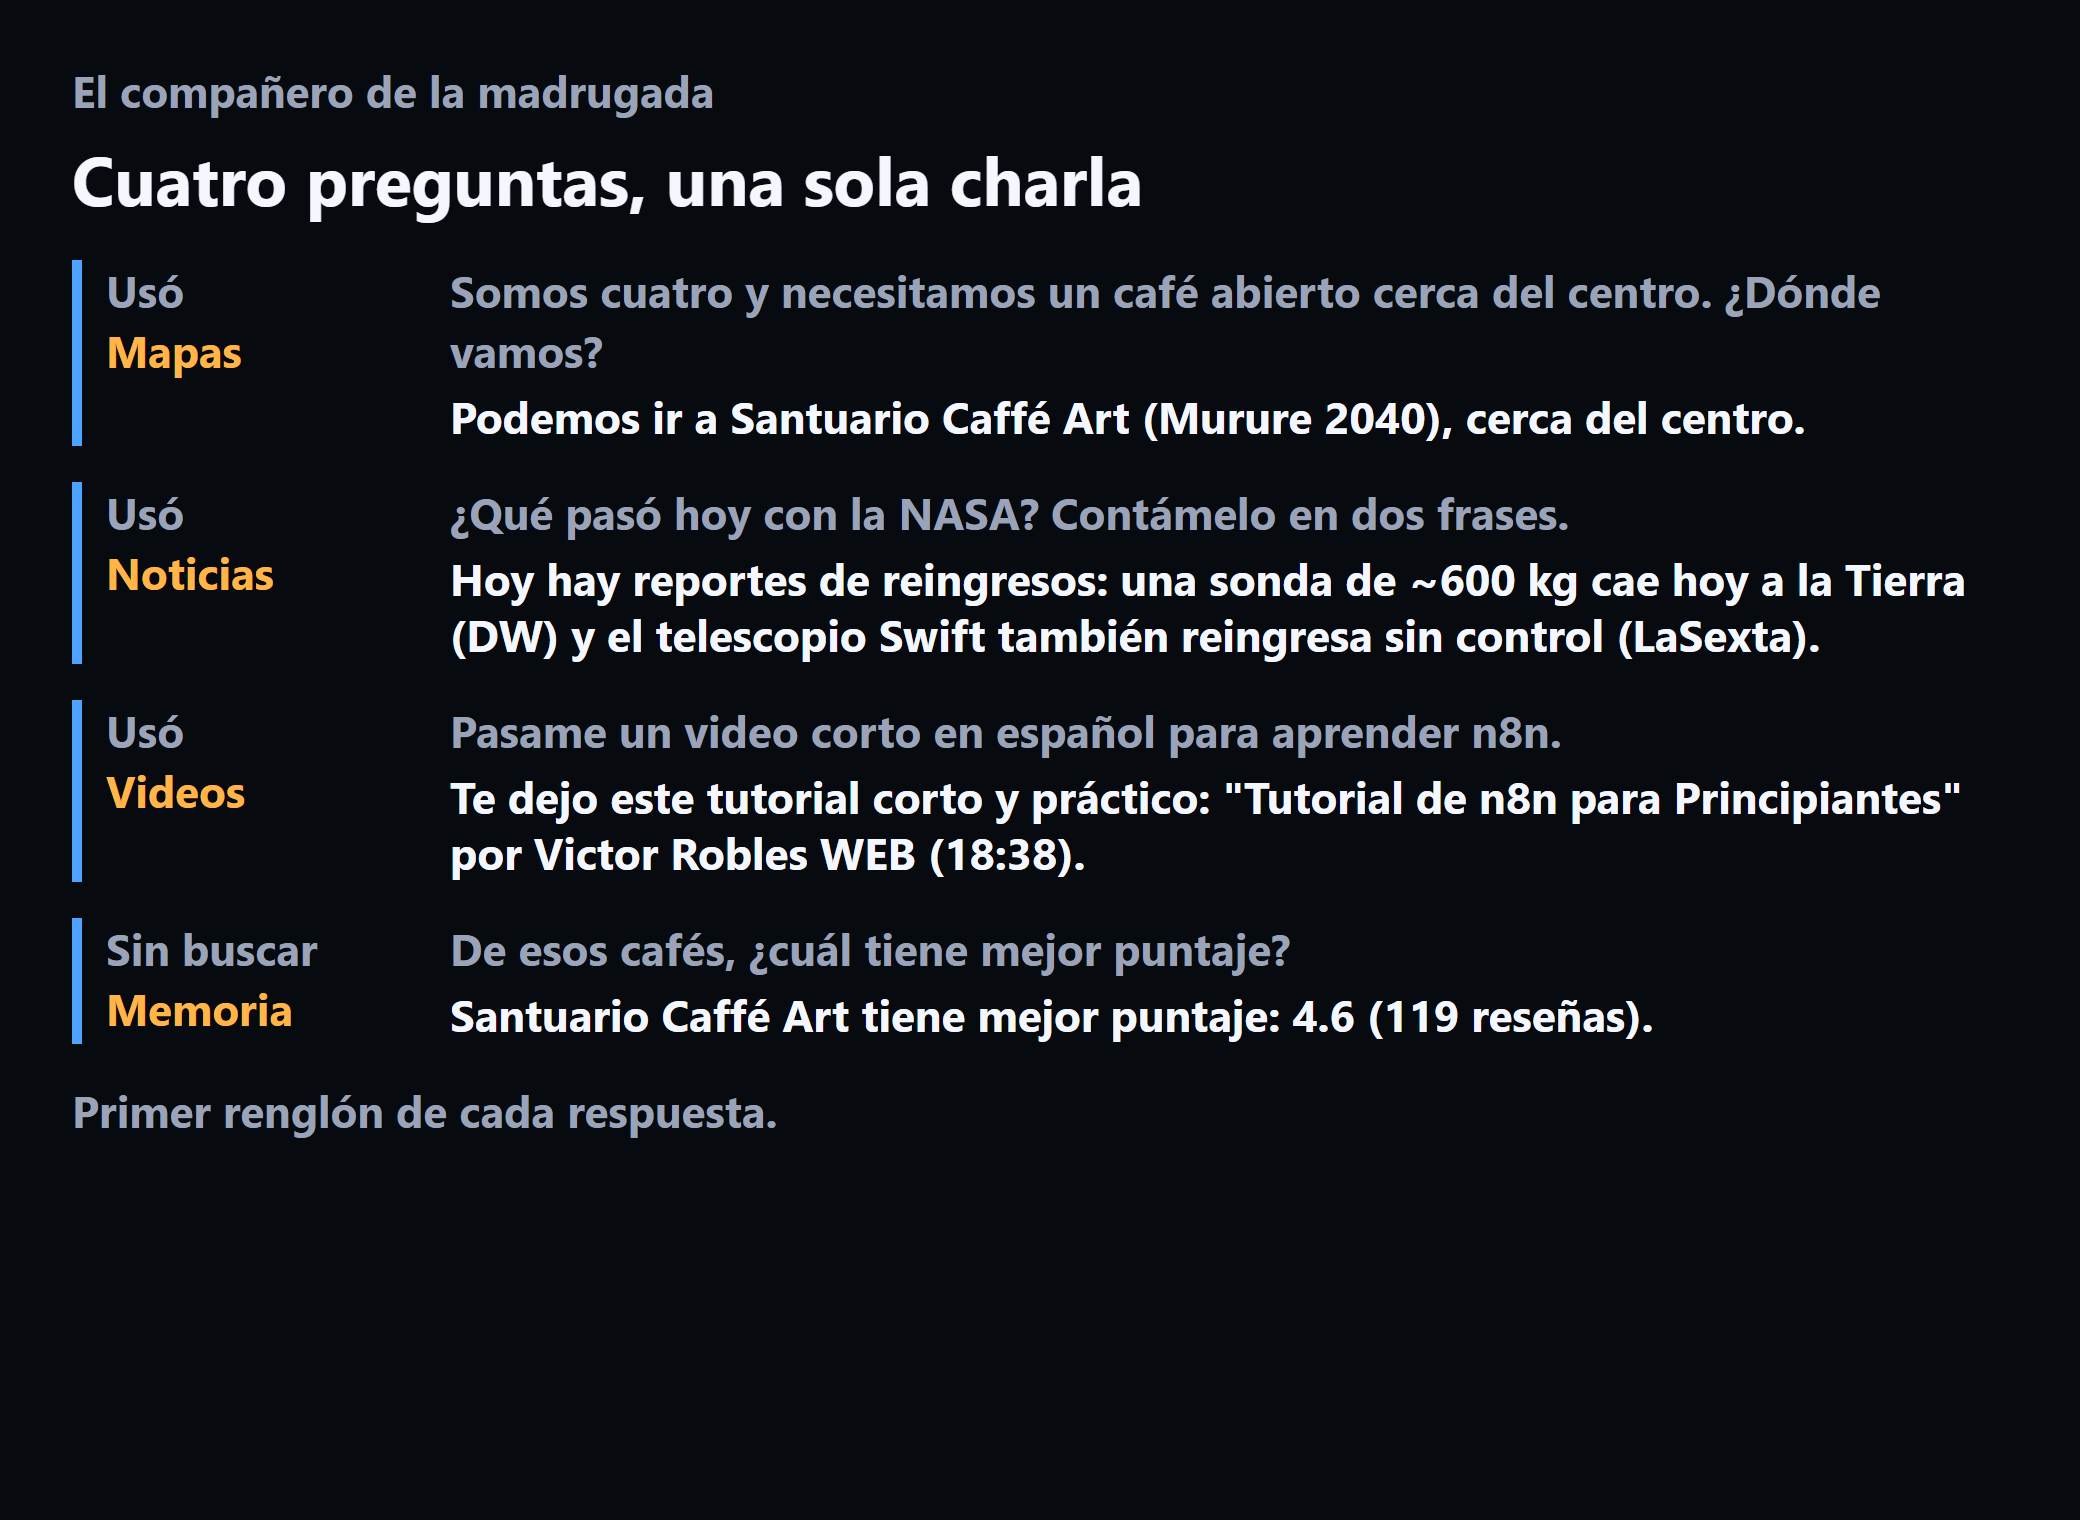 El compañero de la madrugada
Cuatro preguntas, una sola charla
Usó
Mapas
Somos cuatro y necesitamos un café abierto cerca del centro. ¿Dónde
vamos?
Podemos ir a Santuario Caffé Art (Murure 2040), cerca del centro.
Usó
Noticias
¿Qué pasó hoy con la NASA? Contámelo en dos frases.
Hoy hay reportes de reingresos: una sonda de ~600 kg cae hoy a la Tierra
(DW) y el telescopio Swift también reingresa sin control (LaSexta).
Usó
Videos
Pasame un video corto en español para aprender n8n.
Te dejo este tutorial corto y práctico: "Tutorial de n8n para Principiantes"
por Victor Robles WEB (18:38).
Sin buscar
Memoria
De esos cafés, ¿cuál tiene mejor puntaje?
Santuario Caffé Art tiene mejor puntaje: 4.6 (119 reseñas).
Primer renglón de cada respuesta.